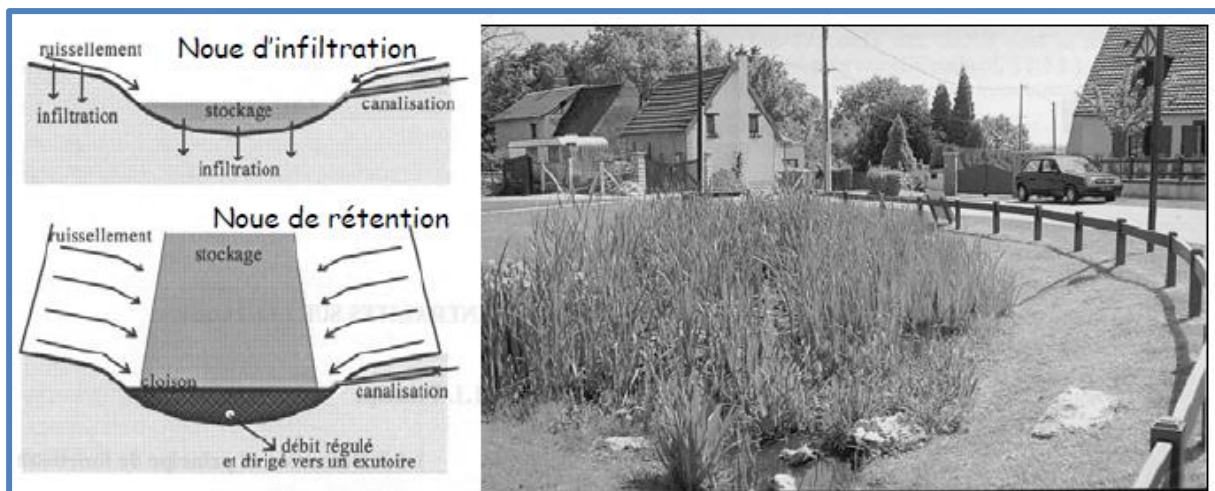 Noue d'infiltration
ruissellement
infiltration
stockage
canalisation
infiltration
Noue de rétention
ruissellement
stockage
cloison
canalisation
débit régulé
et dirigé vers un exutoire